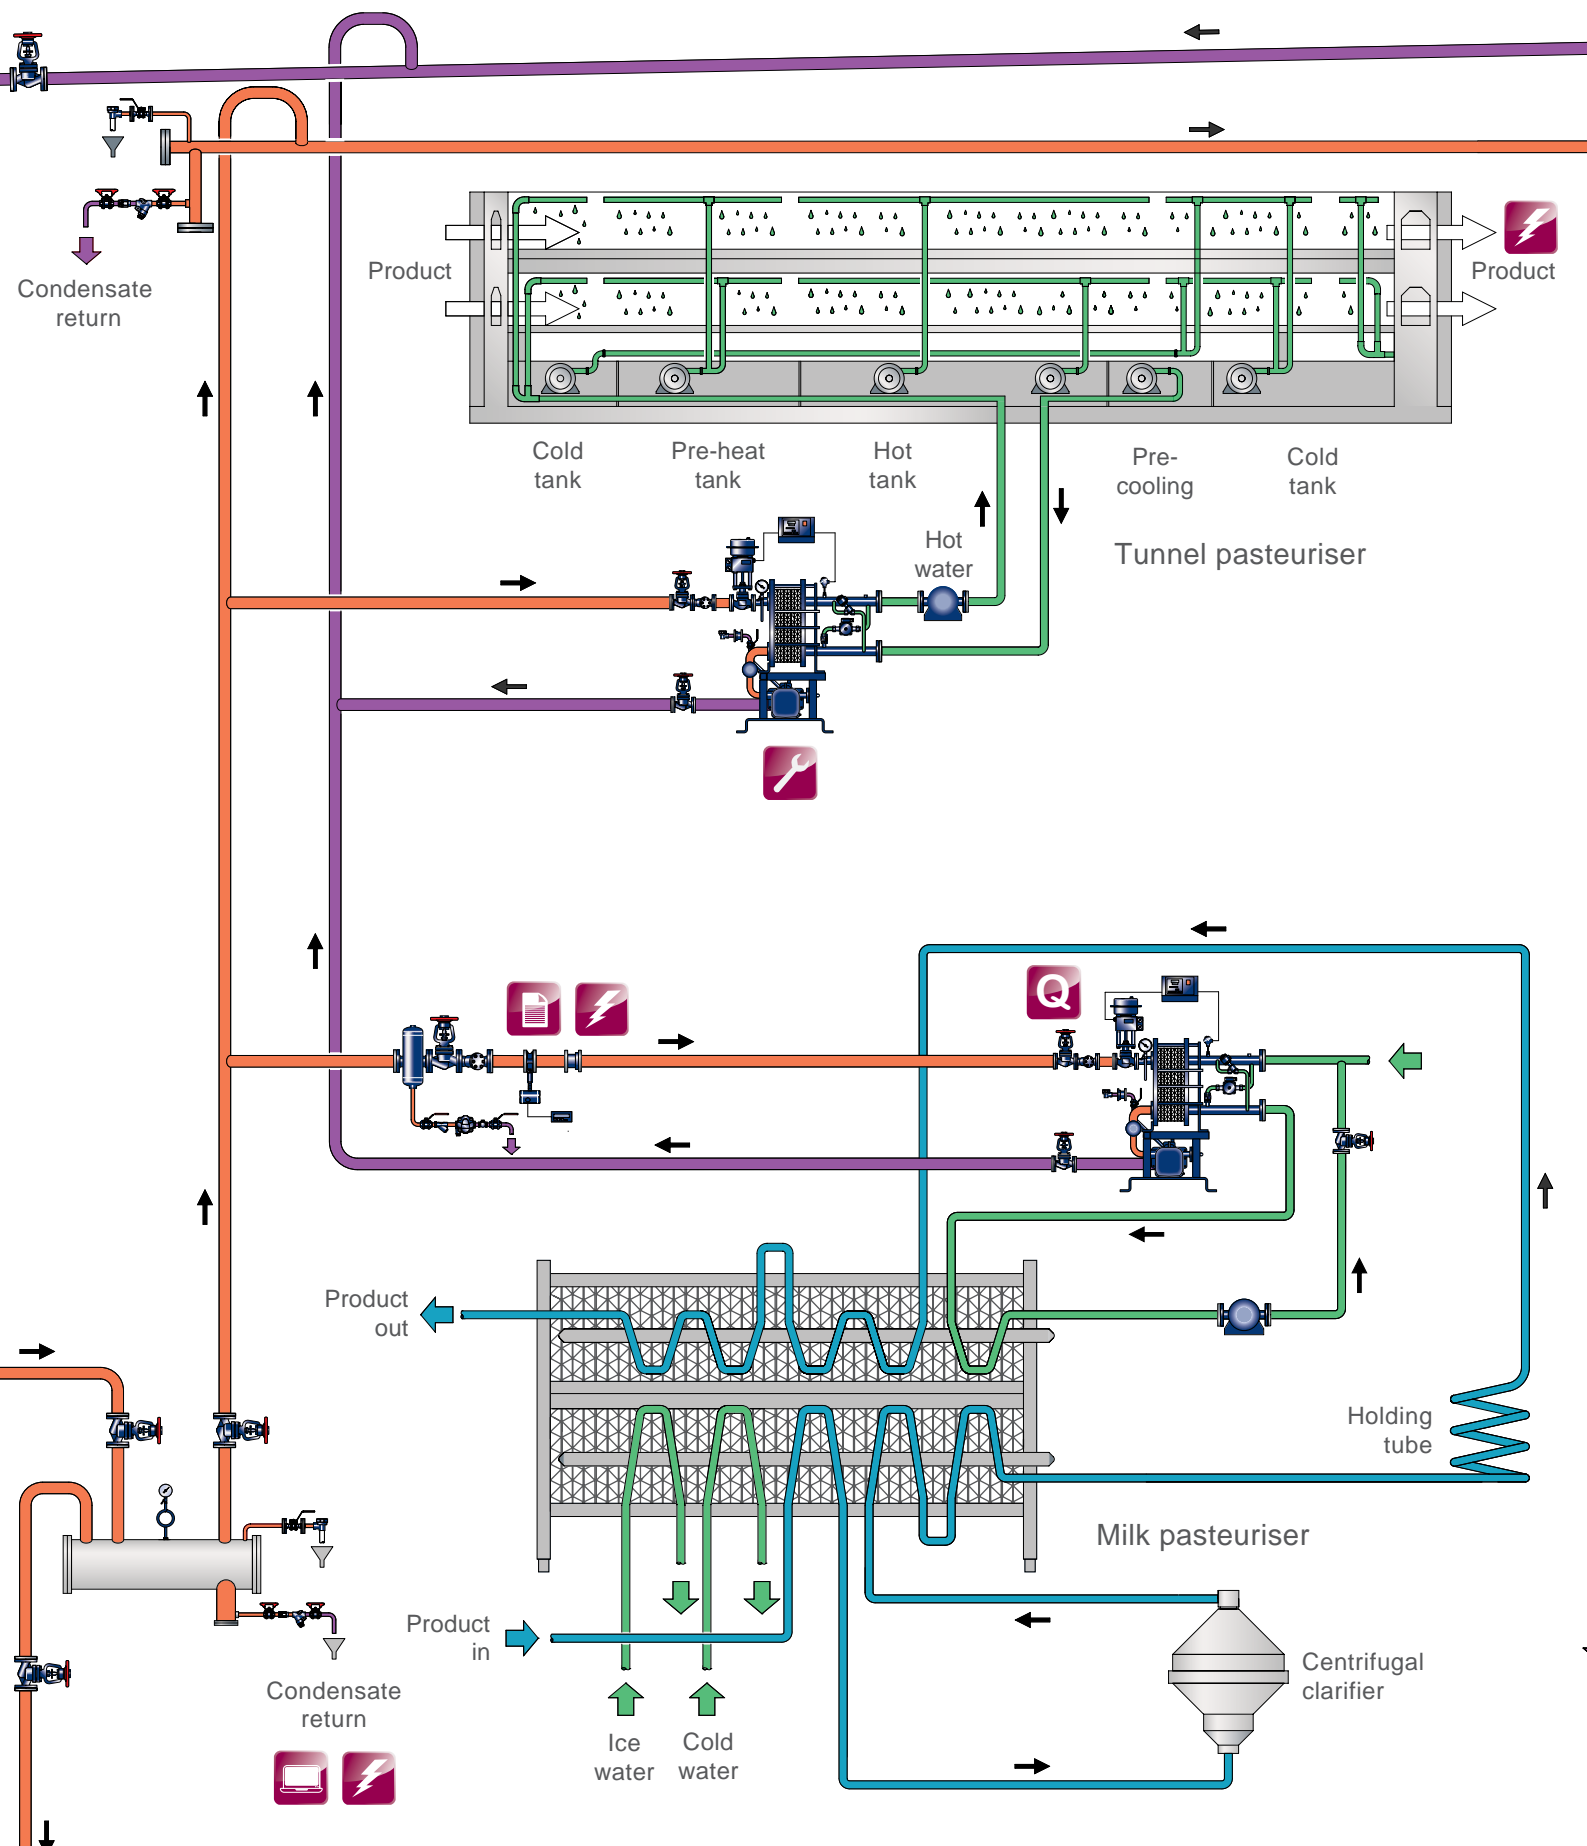 Condensate
return
Product
Product
Cold
tank
Pre-heat
tank
Hot
tank
Pre-
cooling
Cold
tank
Hot
water
Tunnel pasteuriser
Q
Product
out
Holding
tube
Milk pasteuriser
Product
in
Centrifugal
clarifier
Condensate
return
Ice
water
Cold
water